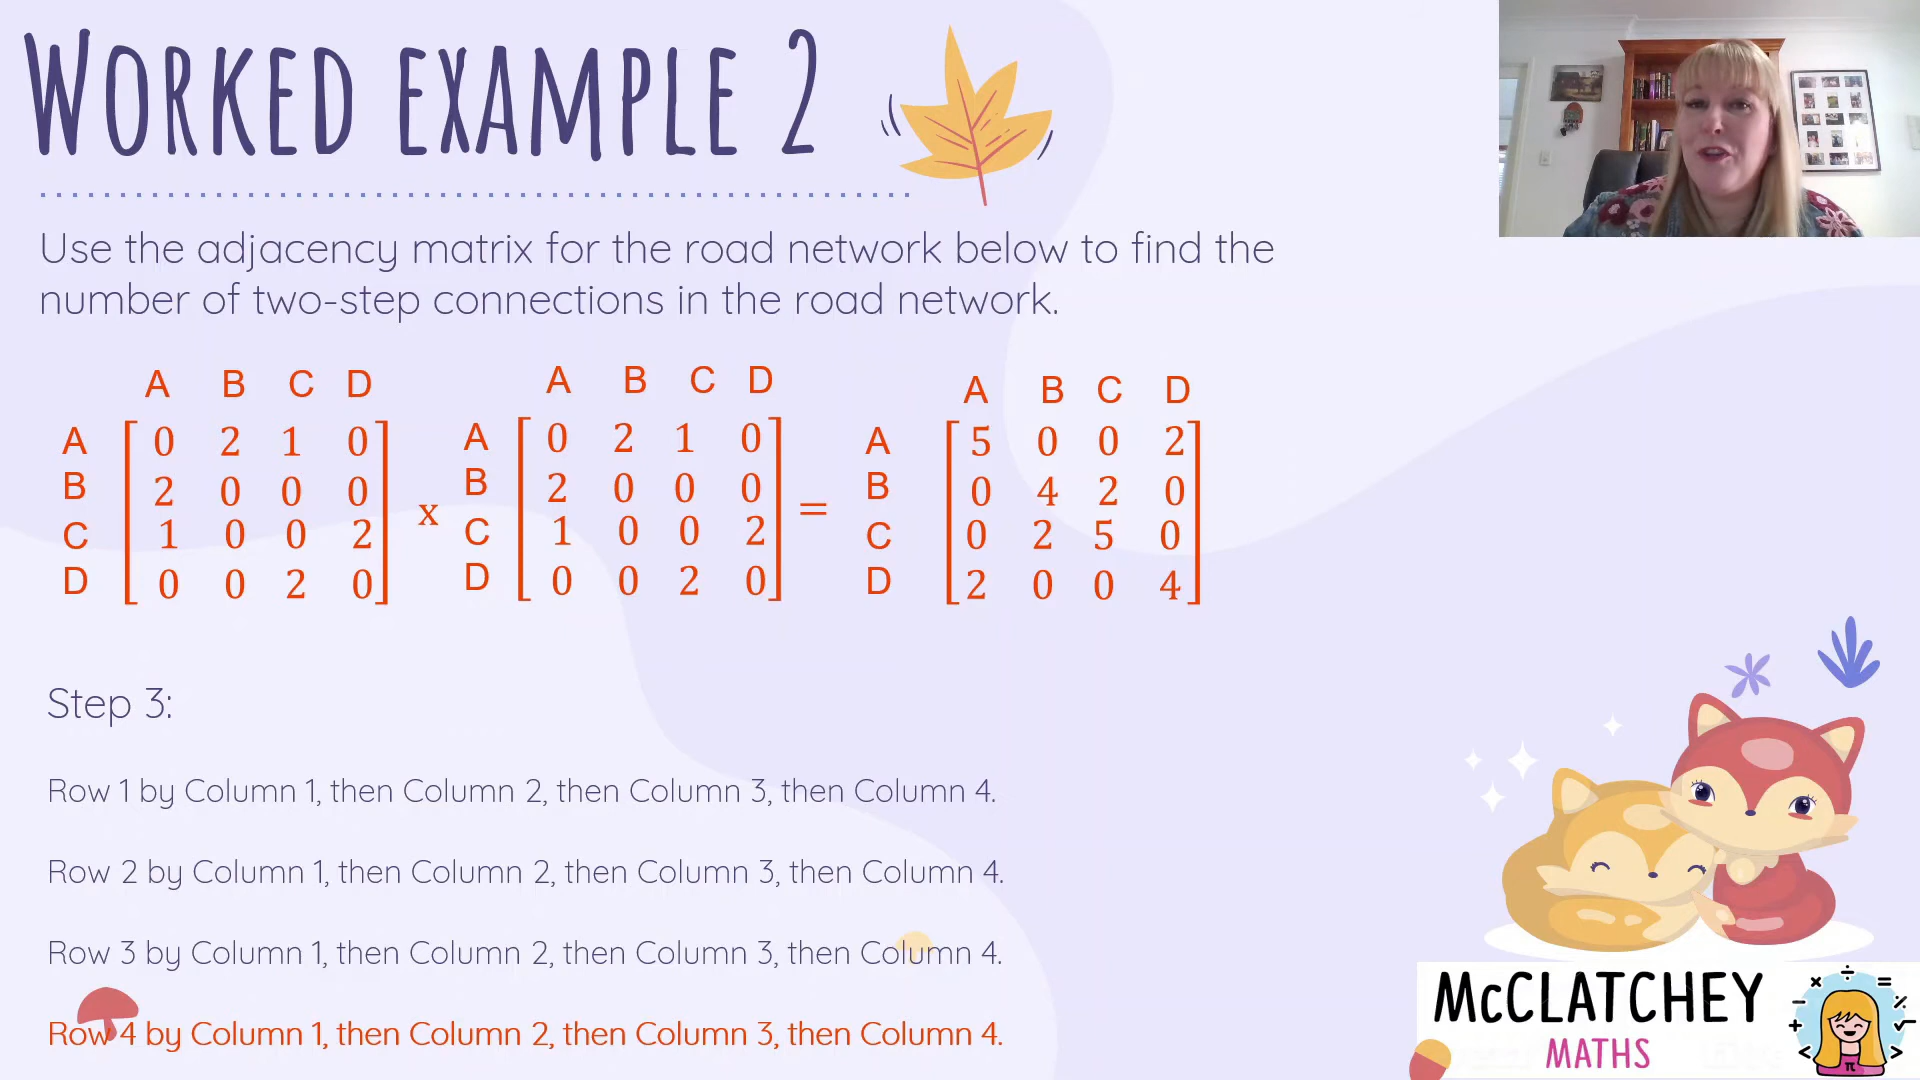 WORKED EXAMPLE 2
Use the adjacency matrix for the road network below to find the
number of two-step connections in the road network.
A B C D A B C D A B C D
A 0 2 1 0 A 0 2 1 0 A 5 0 0 2
B 2 0 0 0 B 2 0 0 0 B 0 4 2 0
C 1 0 0 2 x C 1 0 0 2 = C 0 2 5 0
D 0 0 2 0 D 0 0 2 0 D 2 0 0 4
Step 3:
Row 1 by Column 1, then Column 2, then Column 3, then Column 4.
Row 2 by Column 1, then Column 2, then Column 3, then Column 4.
Row 3 by Column 1, then Column 2, then Column 3, then Column 4.
Row 4 by Column 1, then Column 2, then Column 3, then Column 4.
McCLATCHEY
MATHS
π